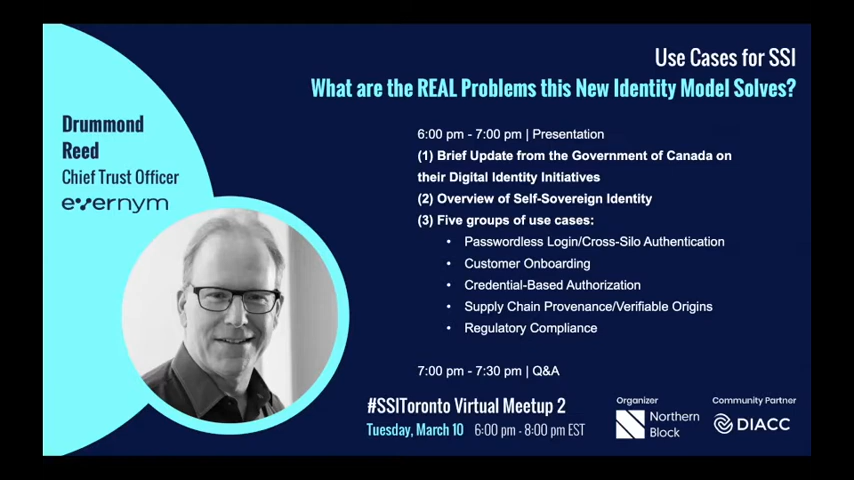 Use Cases for SSI
What are the REAL Problems this New Identity Model Solves?
Drummond
Reed
Chief Trust Officer
evernym
6:00 pm - 7:00 pm | Presentation
(1) Brief Update from the Government of Canada on
their Digital Identity Initiatives
(2) Overview of Self-Sovereign Identity
(3) Five groups of use cases:
• Passwordless Login/Cross-Silo Authentication
• Customer Onboarding
• Credential-Based Authorization
• Supply Chain Provenance/Verifiable Origins
• Regulatory Compliance
7:00 pm - 7:30 pm | Q&A
#SSIToronto Virtual Meetup 2
Tuesday, March 10 6:00 pm - 8:00 pm EST
Organizer
Northern
Block
Community Partner
DIACC